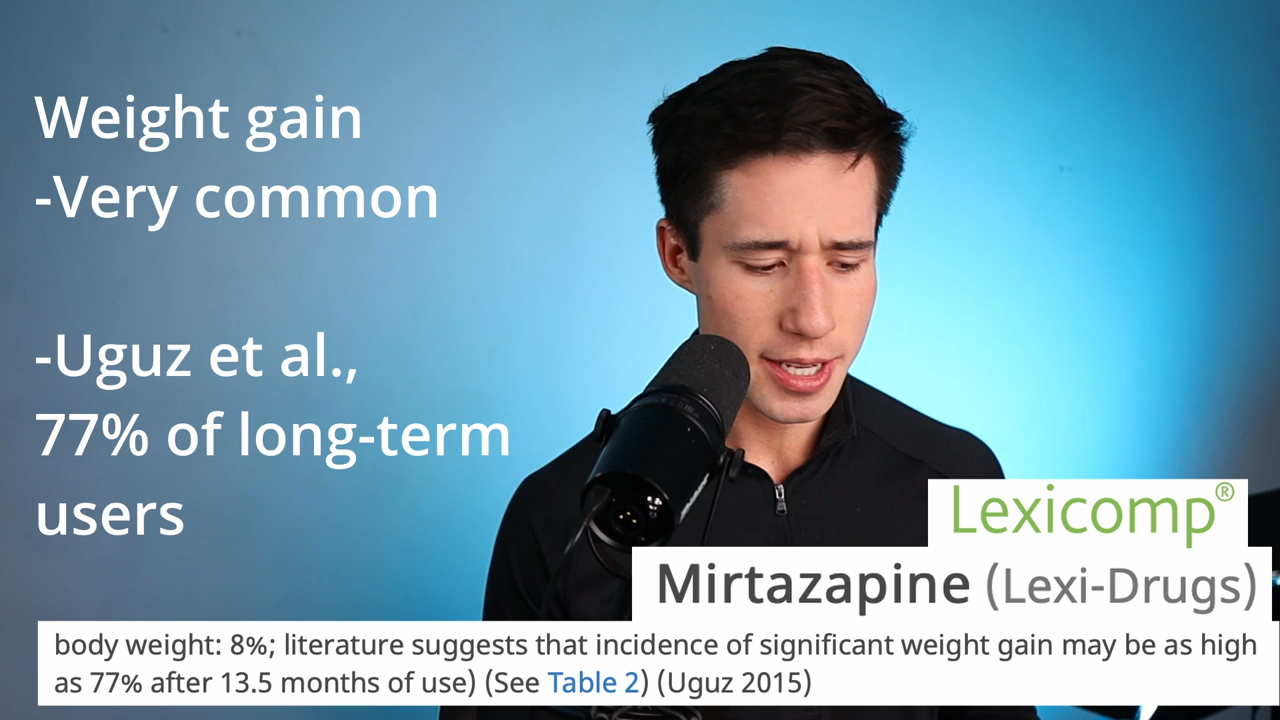 Weight gain
-Very common
-Uguz et al.,
77% of long-term
users
Lexicomp®
Mirtazapine (Lexi-Drugs)
body weight: 8%; literature suggests that incidence of significant weight gain may be as high
as 77% after 13.5 months of use) (See Table 2) (Uguz 2015)